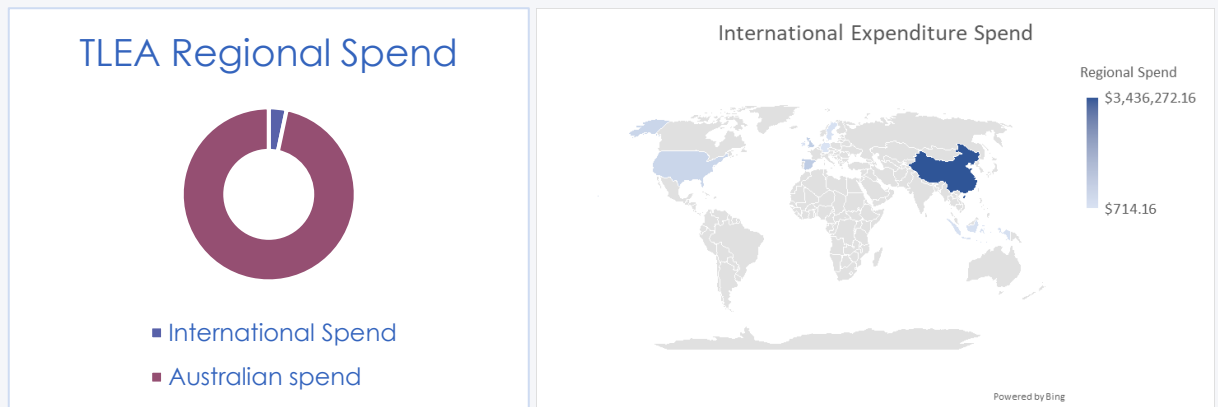 TLEA Regional Spend
International Spend
Australian spend
International Expenditure Spend
Regional Spend
$3,436,272.16
$714.16
Powered by Bing